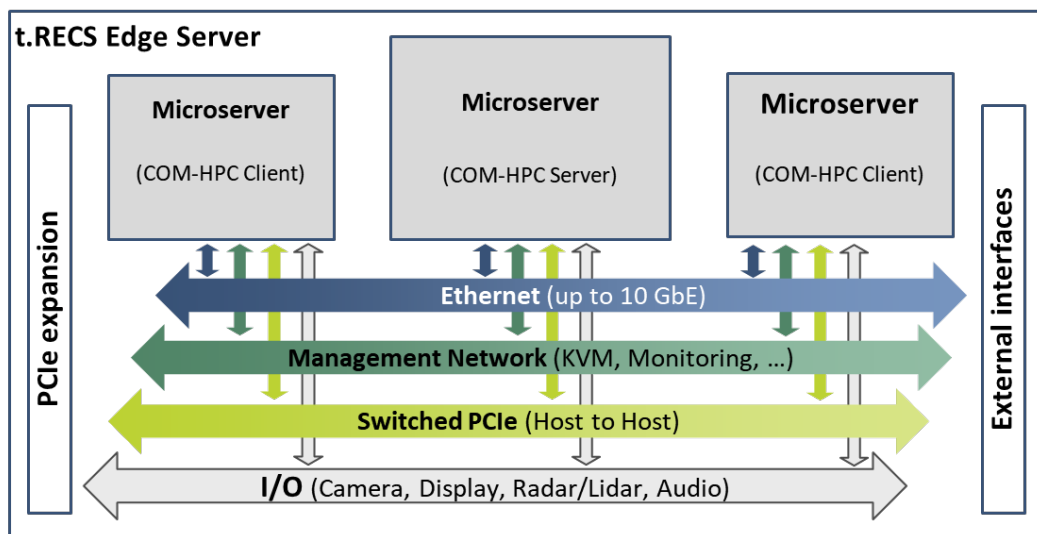 t.RECS Edge Server
PCIe expansion
Microserver
(COM-HPC Client)
Microserver
(COM-HPC Server)
Microserver
(COM-HPC Client)
External interfaces
Ethernet (up to 10 GbE)
Management Network (KVM, Monitoring, ...)
Switched PCIe (Host to Host)
I/O (Camera, Display, Radar/Lidar, Audio)